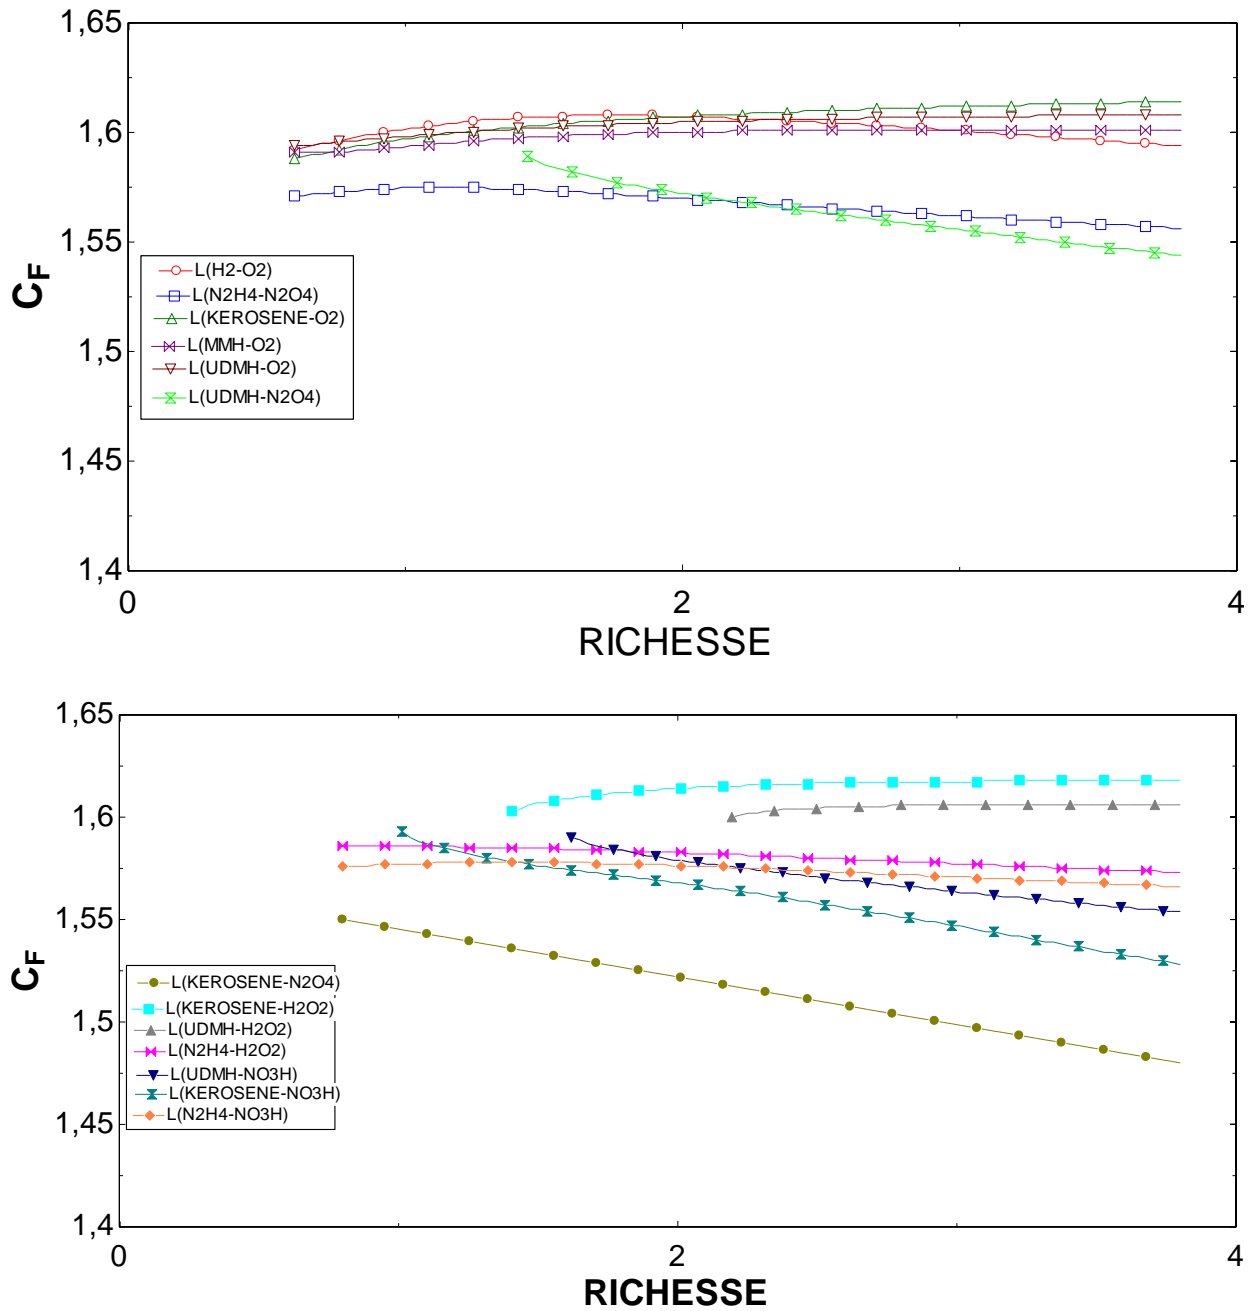 1,65
1,6
1,55
1,5
1,45
1,4
C_F
L(H2-O2)
L(N2H4-N2O4)
L(KEROSENE-O2)
L(MMH-O2)
L(UDMH-O2)
L(UDMH-N2O4)
0
2
4
RICHESSE
1,65
1,6
1,55
1,5
1,45
1,4
C_F
L(KEROSENE-N2O4)
L(KEROSENE-H2O2)
L(UDMH-H2O2)
L(N2H4-H2O2)
L(UDMH-NO3H)
L(KEROSENE-NO3H)
L(N2H4-NO3H)
0
2
4
RICHESSE